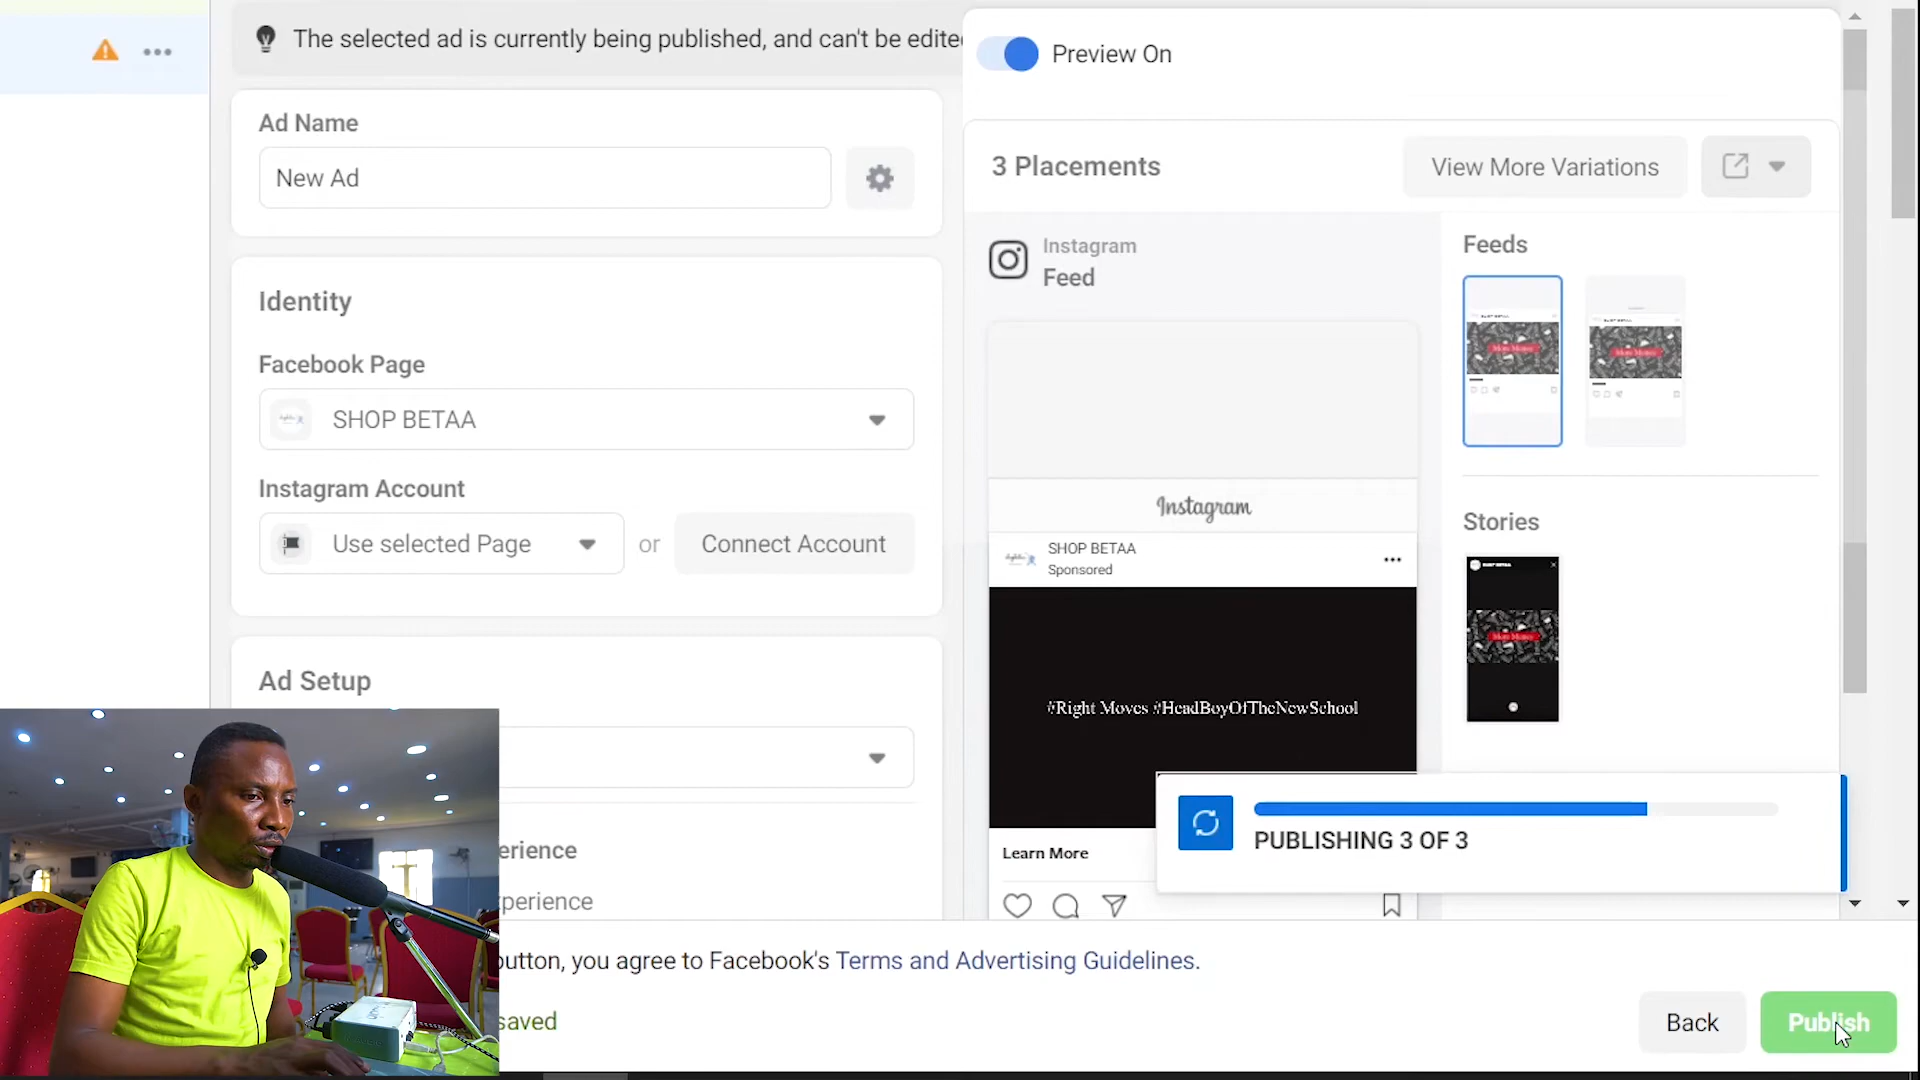 The selected ad is currently being published, and can't be edite
Preview On
Ad Name
New Ad
3 Placements
View More Variations
Instagram
Feed
Feeds
Identity
Facebook Page
SHOP BETAA
Instagram Account
Use selected Page
or
Connect Account
Instagram
SHOP BETAA
Sponsored
Stories
Ad Setup
#Right Moves #HeadBoyOfTheNewSchool
PUBLISHING 3 OF 3
Learn More
erience
perience
button, you agree to Facebook's Terms and Advertising Guidelines.
saved
Back
Publish